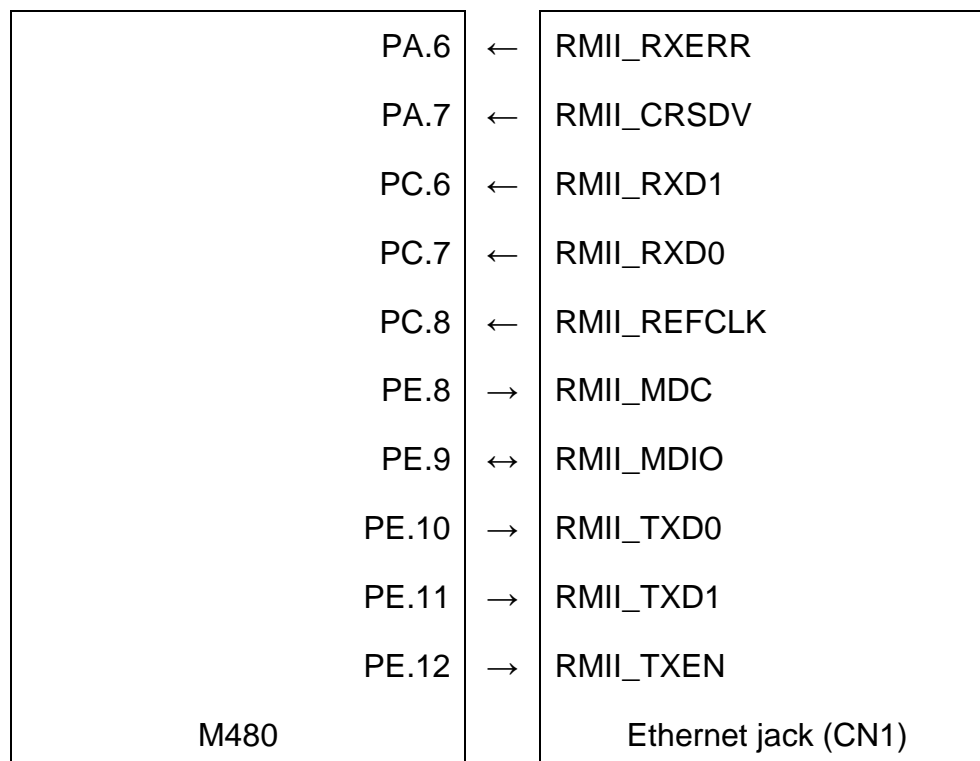 PA.6 ← RMII_RXERR
PA.7 ← RMII_CRSDV
PC.6 ← RMII_RXD1
PC.7 ← RMII_RXD0
PC.8 ← RMII_REFCLK
PE.8 → RMII_MDC
PE.9 ↔ RMII_MDIO
PE.10 → RMII_TXD0
PE.11 → RMII_TXD1
PE.12 → RMII_TXEN
M480 Ethernet jack (CN1)